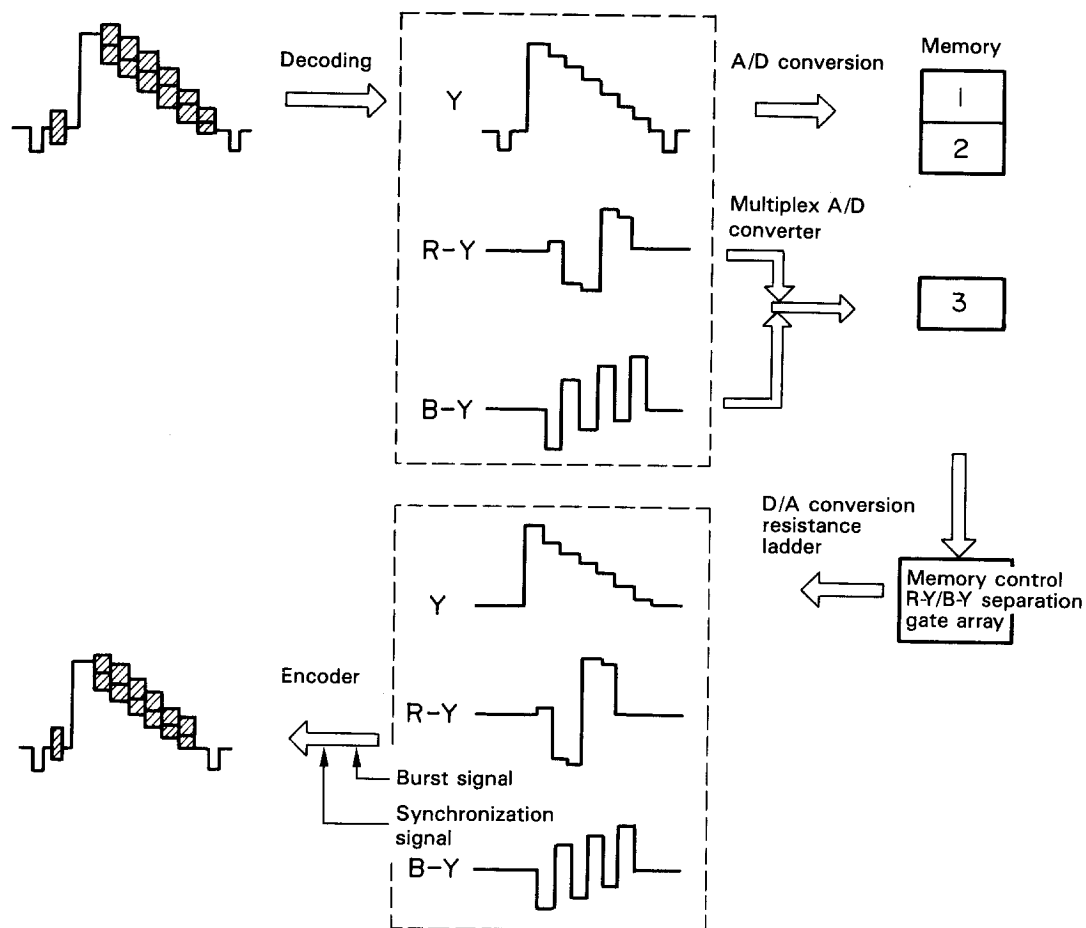 Decoding
Y
A/D conversion
Memory
1
2
R-Y
Multiplex A/D
converter
3
B-Y
D/A conversion
resistance
ladder
Memory control
R-Y/B-Y separation
gate array
Y
Encoder
R-Y
Burst signal
Synchronization
signal
B-Y